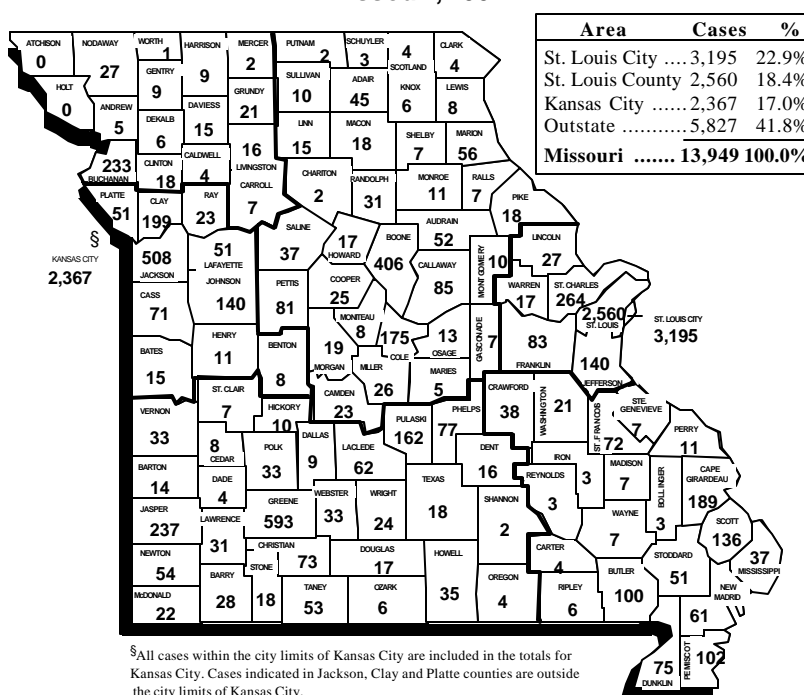 Area Cases %
St. Louis City .... 3,195 22.9%
St. Louis County 2,560 18.4%
Kansas City ...... 2,367 17.0%
Outstate .......... 5,827 41.8%
Missouri ....... 13,949 100.0%
ATCHISON 0
NODAWAY 27
WORTH 1
HARRISON 9
MERCER 2
PUTNAM 2
SCHUYLER 3
SCOTLAND 4
CLARK 4
HOLT 0
GENTRY 9
ANDREW 5
DEKALB 6
DAVIESS 15
GRUNDY 21
SULLIVAN 10
ADAIR 45
KNOX 6
LEWIS 8
LINN 15
MACON 18
SHELBY 7
MARION 56
BUCHANAN 233
CLINTON 18
CALDWELL 4
LIVINGSTON 16
CHARITON 2
RANDOLPH 31
MONROE 11
RALLS 7
PIKE 18
PLATTE 51
CLAY 199
RAY 23
CARROLL 7
SALINE 37
HOWARD 17
BOONE 406
AUDRAIN 52
CALLAWAY 85
MONTGOMERY 10
LINCOLN 27
WARREN 17
ST. CHARLES 264
2,560 ST. LOUIS
ST. LOUIS CITY
3,195
§
KANSAS CITY
2,367
508 JACKSON
51 LAFAYETTE
JOHNSON 140
CASS 71
PETTIS 81
COOPER 25
MONITEAU 8
175 COLE
13 OSAGE
GASCONADE 7
83 FRANKLIN
140 JEFFERSON
BATES 15
HENRY 11
BENTON 8
19 MORGAN
MILLER 26
MARIES 5
CAMDEN 23
VERNON 33
ST. CLAIR 7
HICKORY 10
8 CEDAR
POLK 33
DALLAS 9
LACLEDE 62
PULASKI 162
PHELPS 77
CRAWFORD 38
WASHINGTON 21
ST. FRANCOIS 72
STE. GENEVIEVE 7
PERRY 11
DENT 16
IRON 3
REYNOLDS 3
MADISON 7
BOLLINGER 3
CAPE GIRARDEAU 189
BARTON 14
DADE 4
GREENE 593
WEBSTER 33
WRIGHT 24
TEXAS 18
SHANNON 2
WAYNE 7
SCOTT 136
JASPER 237
LAWRENCE 31
CHRISTIAN 73
DOUGLAS 17
HOWELL 35
CARTER 4
BUTLER 100
STODDARD 51
37 MISSISSIPPI
NEWTON 54
STONE 18
BARRY 28
TANEY 53
OZARK 6
OREGON 4
RIPLEY 6
NEW MADRID 61
McDONALD 22
75 DUNKLIN
PEMISCOT 102
§All cases within the city limits of Kansas City are included in the totals for
Kansas City. Cases indicated in Jackson, Clay and Platte counties are outside
the city limits of Kansas City.